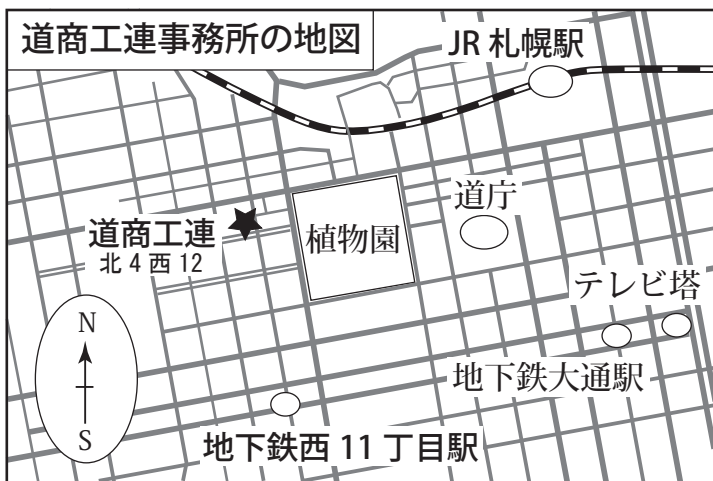 道商工連事務所の地図
JR 札幌駅
道庁
道商工連
北 4 西 12
植物園
テレビ塔
N
地下鉄大通駅
S
地下鉄西 11 丁目駅